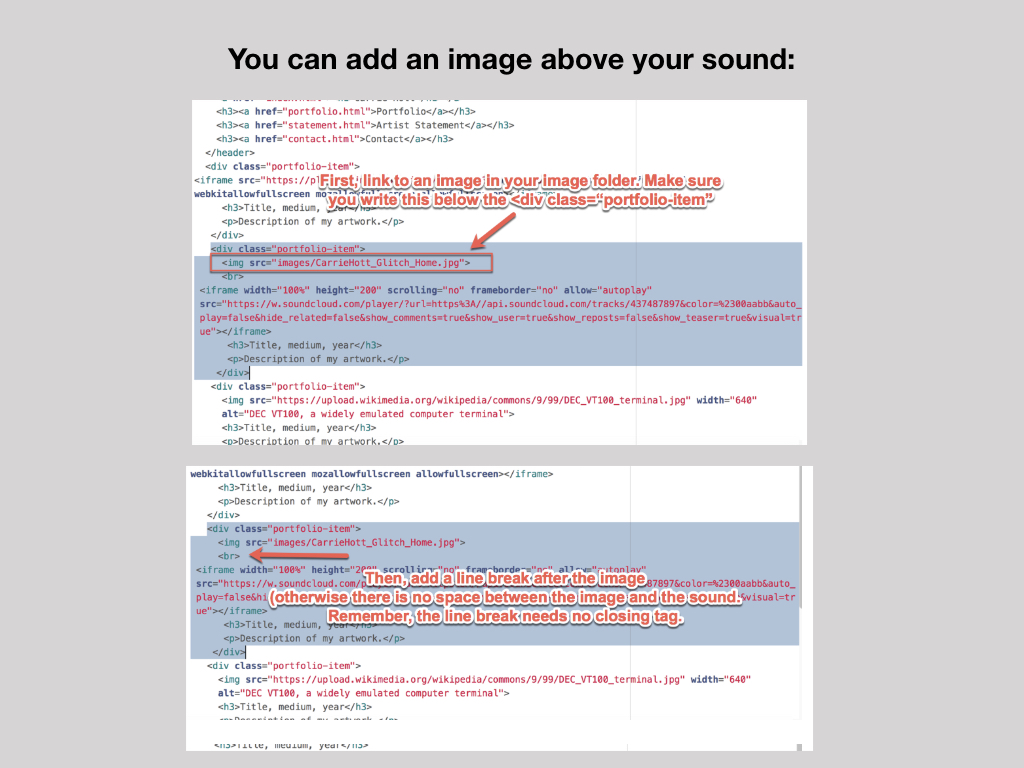 You can add an image above your sound:
<h3><a href="portfolio.html">Portfolio</a></h3>
<h3><a href="statement.html">Artist Statement</a></h3>
<h3><a href="contact.html">Contact</a></h3>
</header>
<div class="portfolio-item">
<iframe src="https://pl
First, link to an image in your image folder. Make sure
webkitallowfullscreen
you write this below the <div class="portfolio-item"
<h3>Title, medium, year</h3>
<p>Description of my artwork.</p>
</div>
<div class="portfolio-item">
<img src="images/CarrieHott_Glitch_Home.jpg">
<br>
<iframe width="100%" height="200" scrolling="no" frameborder="no" allow="autoplay"
src="https://w.soundcloud.com/player/?url=https%3A//api.soundcloud.com/tracks/437487897&color=%2300aabb&auto_
play=false&hide_related=false&show_comments=true&show_user=true&show_reposts=false&show_teaser=true&visual=tr
ue"></iframe>
<h3>Title, medium, year</h3>
<p>Description of my artwork.</p>
</div>
<div class="portfolio-item">
<img src="https://upload.wikimedia.org/wikipedia/commons/9/99/DEC_VT100_terminal.jpg" width="640"
alt="DEC VT100, a widely emulated computer terminal">
<h3>Title, medium, year</h3>
<p>Description of my artwork.</p>
webkitallowfullscreen mozallowfullscreen allowfullscreen></iframe>
<h3>Title, medium, year</h3>
<p>Description of my artwork.</p>
</div>
<div class="portfolio-item">
<img src="images/CarrieHott_Glitch_Home.jpg">
<br>
<iframe width="100%" height="200" scrolling="no" frameborder="no" allow="autoplay"
Then, add a line break after the image
src="https://w.soundcloud.com/ 87897&color=%2300aabb&auto_
(otherwise there is no space between the image and the sound.
play=false&hi &visual=tr
ue"></iframe>
Remember, the line break needs no closing tag.
<h3>Title, medium,
<p>Description of my artwork.</p>
</div>
<div class="portfolio-item">
<img src="https://upload.wikimedia.org/wikipedia/commons/9/99/DEC_VT100_terminal.jpg" width="640"
alt="DEC VT100, a widely emulated computer terminal">
<h3>Title, medium, year</h3>
<h3>Title, medium, year</h3>